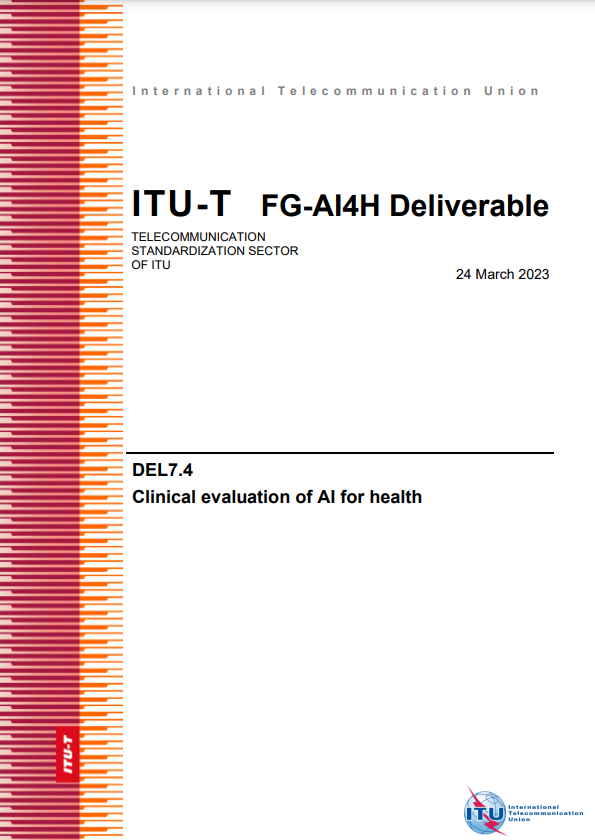 International Telecommunication Union
ITU-T FG-AI4H Deliverable
TELECOMMUNICATION
STANDARDIZATION SECTOR
OF ITU
24 March 2023
DEL7.4
Clinical evaluation of AI for health
ITU-T
ITU
International
Telecommunication
Union